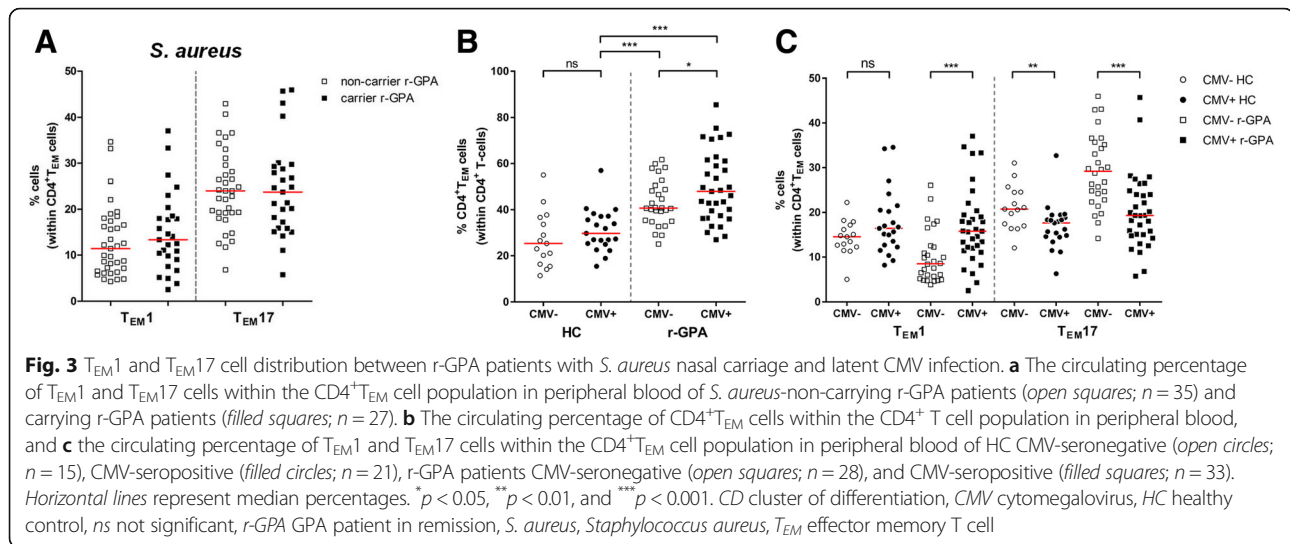 A
S. aureus
% cells
(within CD4+TEM cells)
50
40
30
20
10
0
TEM1
TEM17
□ non-carrier r-GPA
■ carrier r-GPA
B
% CD4+TEM cells
(within CD4+ T-cells)
100
80
60
40
20
0
ns
***
***
*
CMV-
CMV+
CMV-
CMV+
HC
r-GPA
C
% cells
(within CD4+TEM cells)
50
40
30
20
10
0
ns
***
**
***
CMV-
CMV+
CMV-
CMV+
CMV-
CMV+
CMV-
CMV+
TEM1
TEM17
○ CMV- HC
● CMV+ HC
□ CMV- r-GPA
■ CMV+ r-GPA
Fig. 3 TEM1 and TEM17 cell distribution between r-GPA patients with S. aureus nasal carriage and latent CMV infection. a The circulating percentage
of TEM1 and TEM17 cells within the CD4+TEM cell population in peripheral blood of S. aureus-non-carrying r-GPA patients (open squares; n = 35) and
carrying r-GPA patients (filled squares; n = 27). b The circulating percentage of CD4+TEM cells within the CD4+ T cell population in peripheral blood,
and c the circulating percentage of TEM1 and TEM17 cells within the CD4+TEM cell population in peripheral blood of HC CMV-seronegative (open circles;
n = 15), CMV-seropositive (filled circles; n = 21), r-GPA patients CMV-seronegative (open squares; n = 28), and CMV-seropositive (filled squares; n = 33).
Horizontal lines represent median percentages. *p < 0.05, **p < 0.01, and ***p < 0.001. CD cluster of differentiation, CMV cytomegalovirus, HC healthy
control, ns not significant, r-GPA GPA patient in remission, S. aureus, Staphylococcus aureus, TEM effector memory T cell